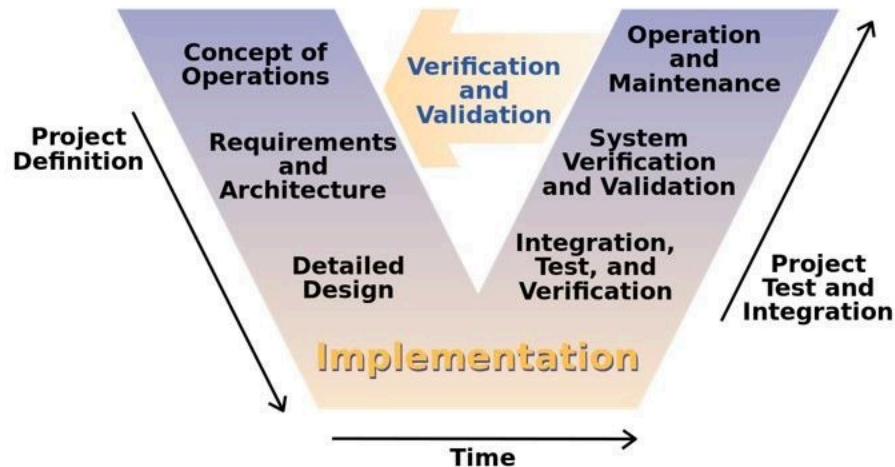 Concept of
Operations
Verification
and
Validation
Operation
and
Maintenance
Project
Definition
Requirements
and
Architecture
System
Verification
and Validation
Detailed
Design
Integration,
Test, and
Verification
Project
Test and
Integration
Implementation
Time